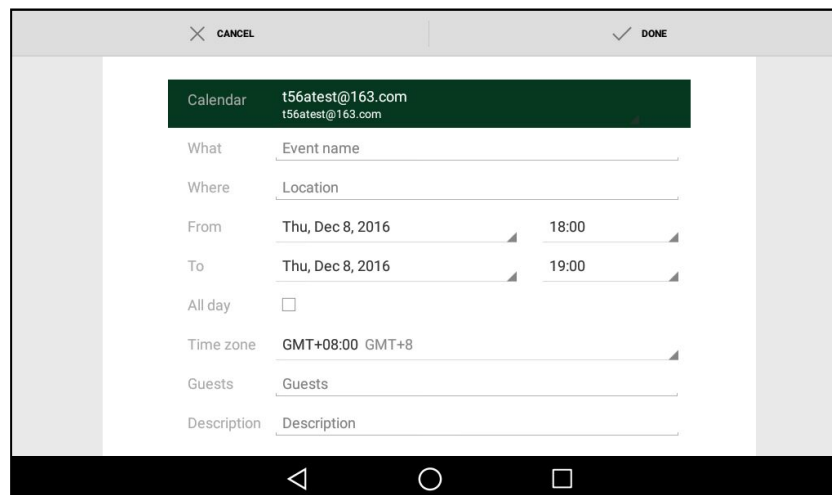 CANCEL DONE
Calendar t56atest@163.com
t56atest@163.com
What Event name
Where Location
From Thu, Dec 8, 2016 18:00
To Thu, Dec 8, 2016 19:00
All day
Time zone GMT+08:00 GMT+8
Guests Guests
Description Description